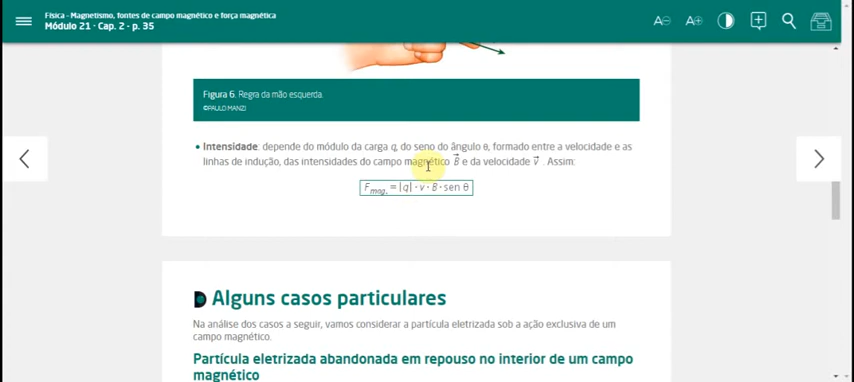 Física - Magnetismo, fontes de campo magnético e força magnética
Módulo 21 - Cap. 2 - p. 35
A⊖ A⊕
Figura 6. Regra da mão esquerda.
©PAULO MANZI
• Intensidade: depende do módulo da carga q, do seno do ângulo θ, formado entre a velocidade e as
linhas de indução, das intensidades do campo magnético B⃗ e da velocidade v⃗ . Assim:
F mag. = |q| · v · B · sen θ
Alguns casos particulares
Na análise dos casos a seguir, vamos considerar a partícula eletrizada sob a ação exclusiva de um
campo magnético.
Partícula eletrizada abandonada em repouso no interior de um campo
magnético